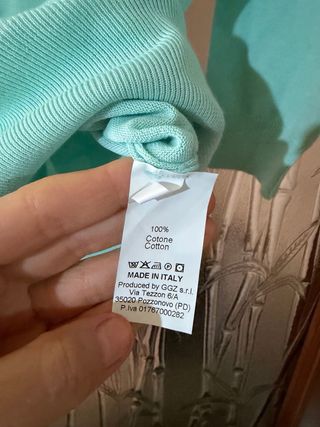 100%
Cotone
Cotton
MADE IN ITALY
Produced by GGZ s.r.l.
Via Tezzon 6/A
35020 Pozzonovo (PD)
P.Iva 01767000282